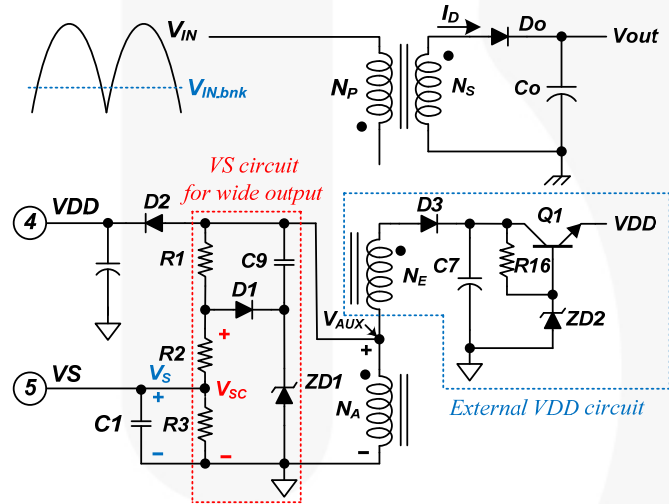 V_IN
V_IN.bnk
N_P
N_S
I_D
Do
Vout
Co
VS circuit
for wide output
4
VDD
D2
R1
C9
D1
R2
5
VS
V_S
+
+
V_SC
ZD1
C1
R3
–
–
D3
Q1
VDD
N_E
C7
R16
ZD2
V_AUX
+
N_A
–
External VDD circuit